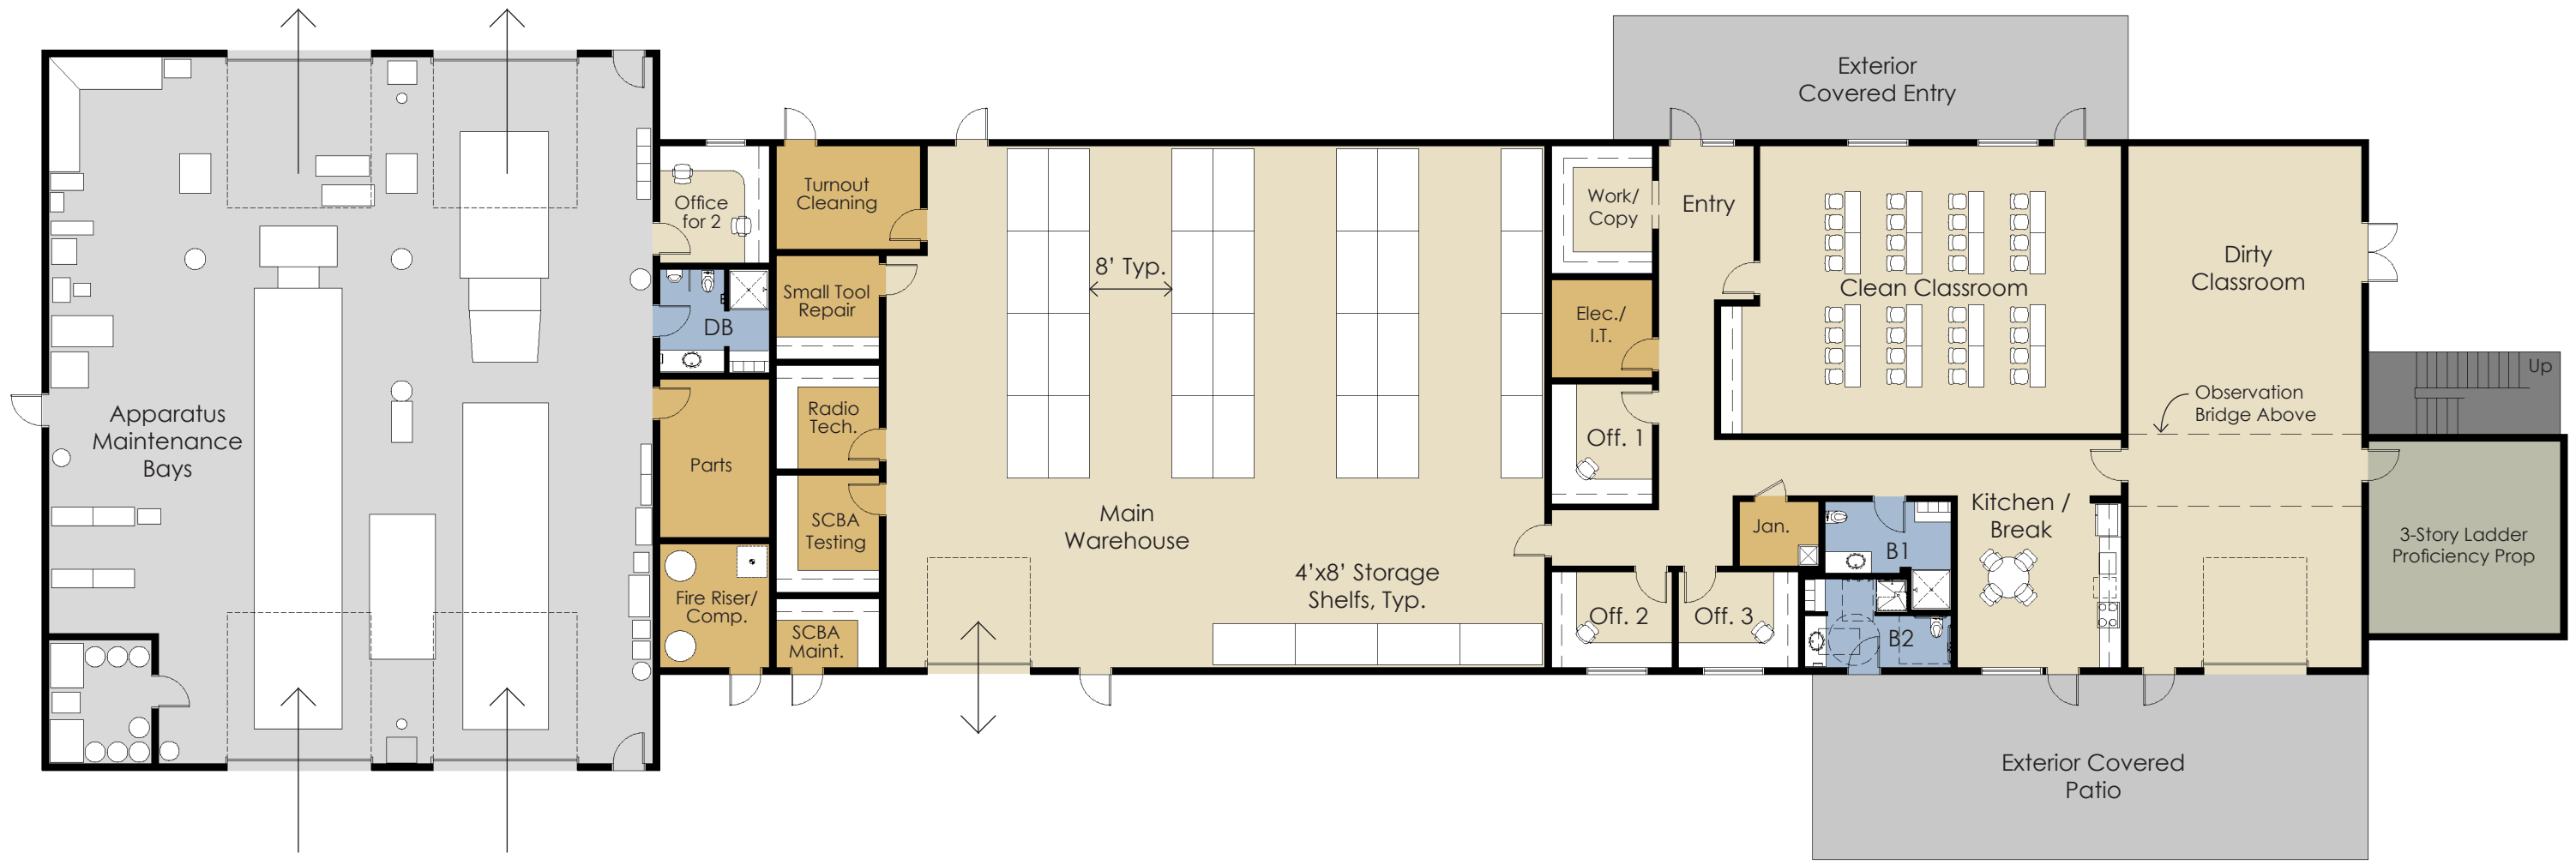 Exterior
Covered Entry
Apparatus
Maintenance
Bays
Office
for 2
DB
Parts
Fire Riser/
Comp.
Turnout
Cleaning
Small Tool
Repair
Radio
Tech.
SCBA
Testing
SCBA
Maint.
8’ Typ.
Main
Warehouse
4’x8’ Storage
Shelfs, Typ.
Work/
Copy
Elec./
I.T.
Off. 1
Off. 2
Off. 3
Entry
Clean Classroom
Jan.
B1
B2
Kitchen /
Break
Dirty
Classroom
Observation
Bridge Above
Up
3-Story Ladder
Proficiency Prop
Exterior Covered
Patio